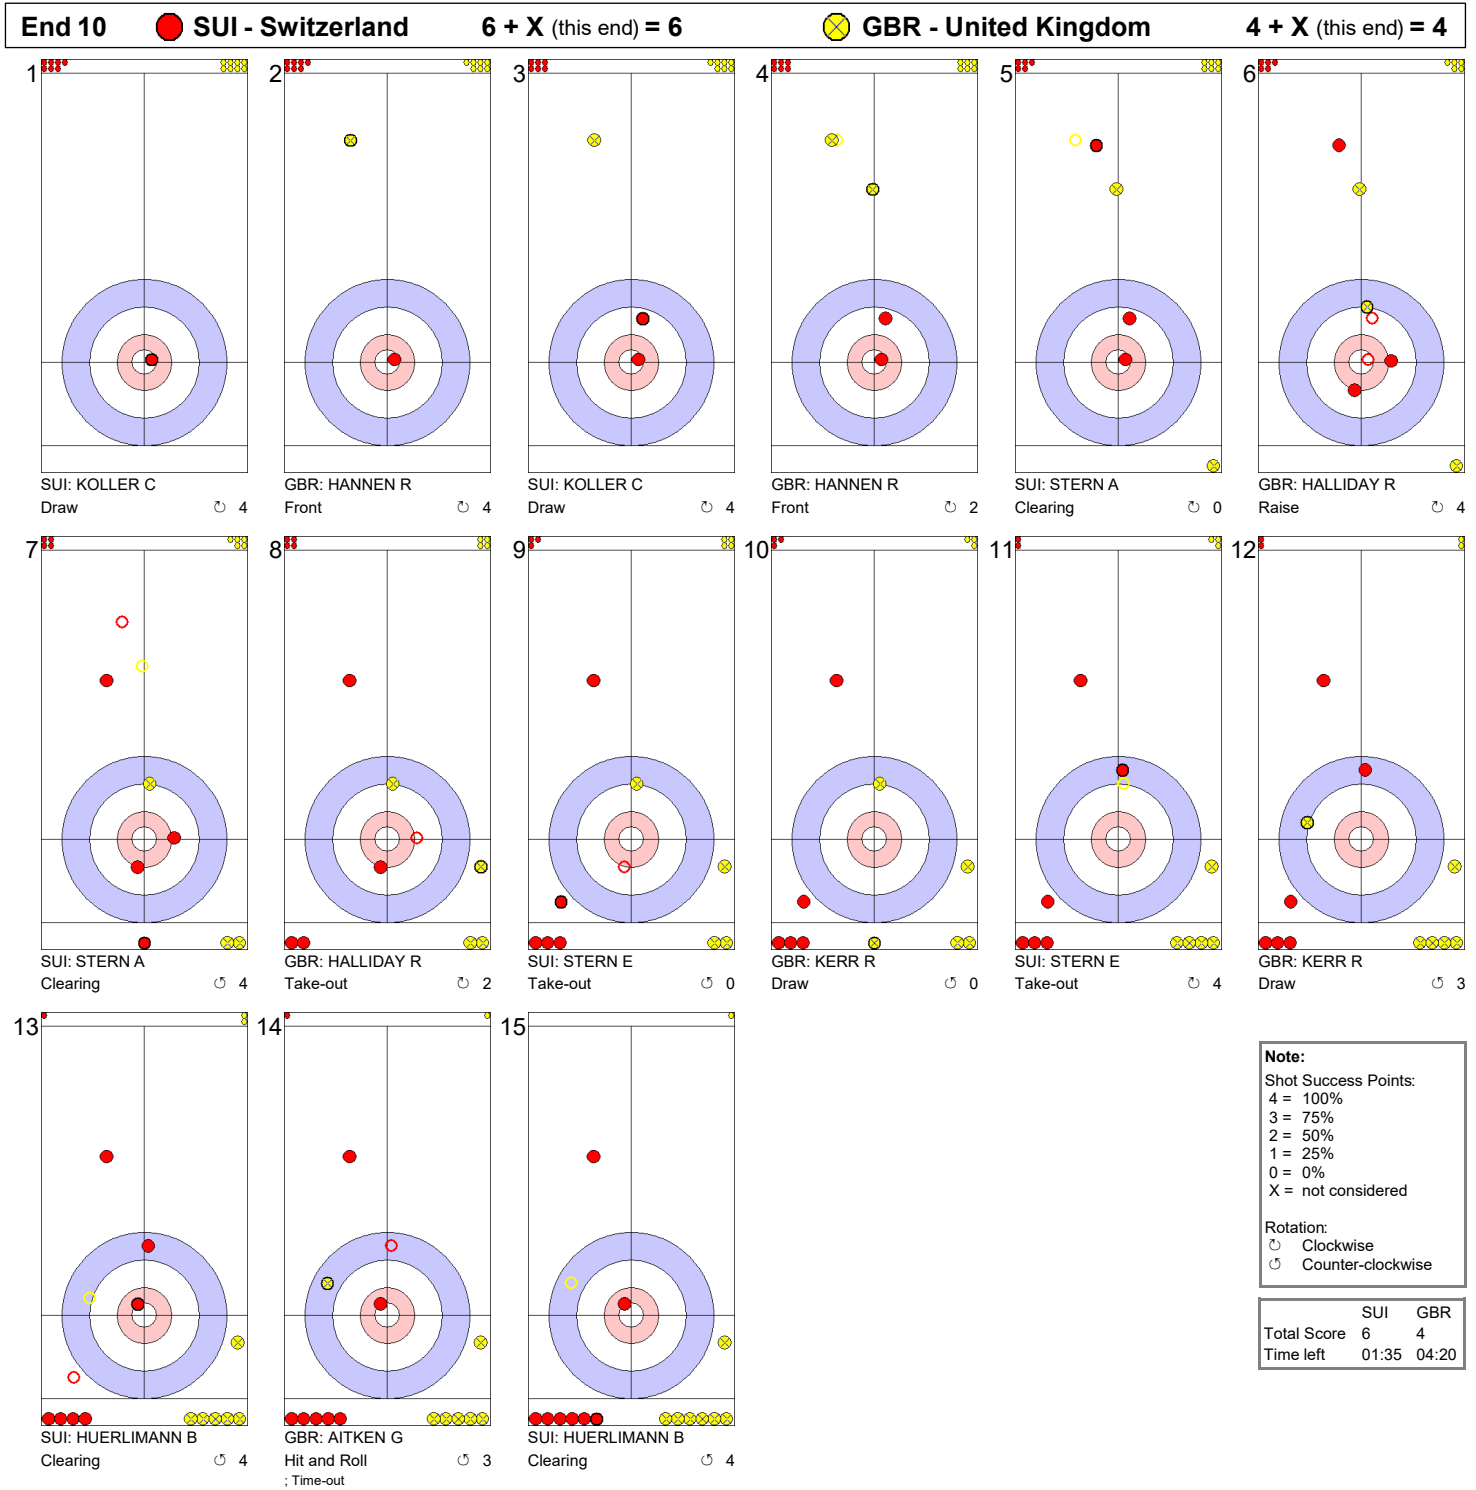 End 10 SUI - Switzerland 6 + X (this end) = 6 GBR - United Kingdom 4 + X (this end) = 4
1 2 3 4 5 6
SUI: KOLLER C GBR: HANNEN R SUI: KOLLER C GBR: HANNEN R SUI: STERN A GBR: HALLIDAY R
Draw ↻ 4 Front ↻ 4 Draw ↻ 4 Front ↻ 2 Clearing ↻ 0 Raise ↻ 4
7 8 9 10 11 12
SUI: STERN A GBR: HALLIDAY R SUI: STERN E GBR: KERR R SUI: STERN E GBR: KERR R
Clearing ↺ 4 Take-out ↻ 2 Take-out ↺ 0 Draw ↻ 0 Take-out ↻ 4 Draw ↺ 3
13 14 15
SUI: HUERLIMANN B GBR: AITKEN G SUI: HUERLIMANN B
Clearing ↺ 4 Hit and Roll ↺ 3 Clearing ↺ 4
; Time-out
Note:
Shot Success Points:
4 = 100%
3 = 75%
2 = 50%
1 = 25%
0 = 0%
X = not considered
Rotation:
↻ Clockwise
↺ Counter-clockwise
SUI GBR
Total Score 6 4
Time left 01:35 04:20